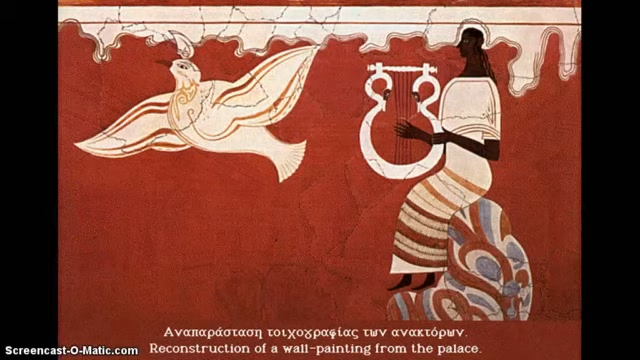 Αναπαράσταση τοιχογραφίας των ανακτόρων.
Reconstruction of a wall-painting from the palace.
Screencast-O-Matic.com